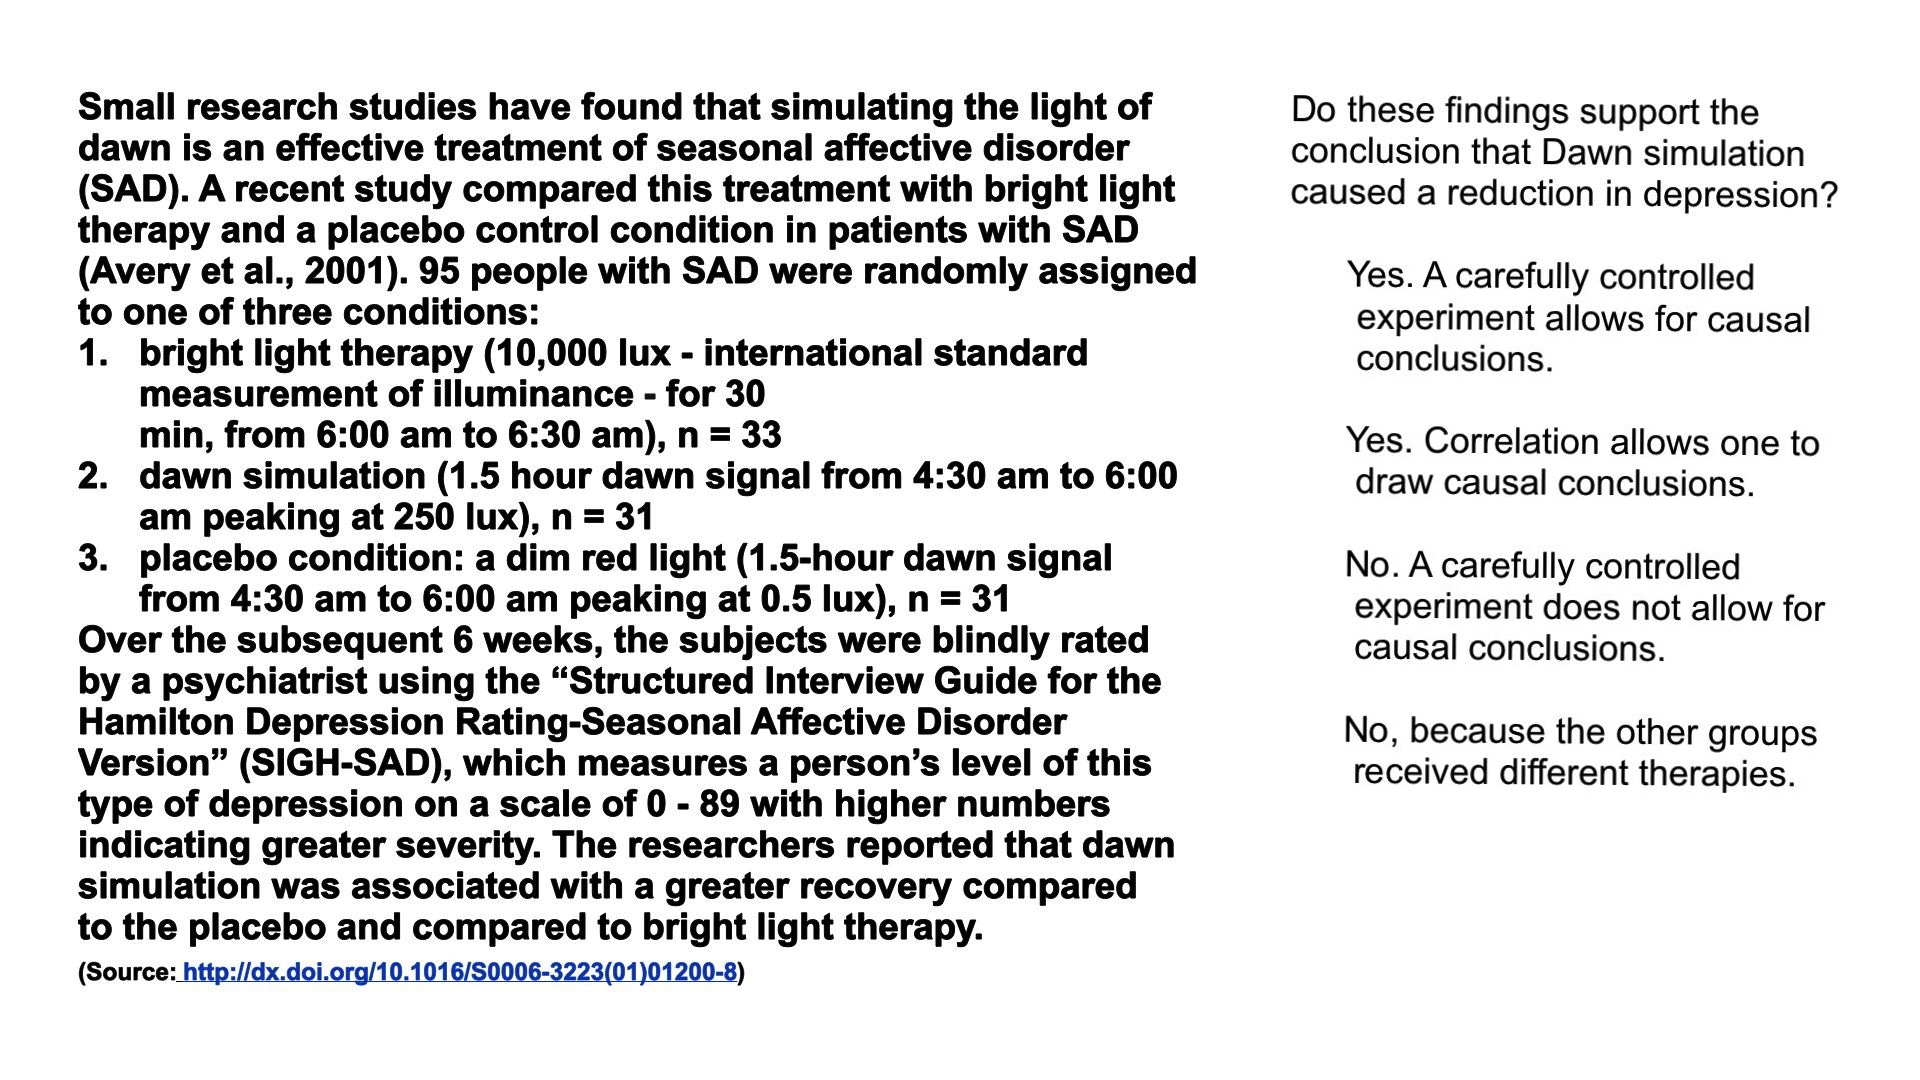 Small research studies have found that simulating the light of
dawn is an effective treatment of seasonal affective disorder
(SAD). A recent study compared this treatment with bright light
therapy and a placebo control condition in patients with SAD
(Avery et al., 2001). 95 people with SAD were randomly assigned
to one of three conditions:
1. bright light therapy (10,000 lux - international standard
measurement of illuminance - for 30
min, from 6:00 am to 6:30 am), n = 33
2. dawn simulation (1.5 hour dawn signal from 4:30 am to 6:00
am peaking at 250 lux), n = 31
3. placebo condition: a dim red light (1.5-hour dawn signal
from 4:30 am to 6:00 am peaking at 0.5 lux), n = 31
Over the subsequent 6 weeks, the subjects were blindly rated
by a psychiatrist using the “Structured Interview Guide for the
Hamilton Depression Rating-Seasonal Affective Disorder
Version” (SIGH-SAD), which measures a person’s level of this
type of depression on a scale of 0 - 89 with higher numbers
indicating greater severity. The researchers reported that dawn
simulation was associated with a greater recovery compared
to the placebo and compared to bright light therapy.
(Source: http://dx.doi.org/10.1016/S0006-3223(01)01200-8)
Do these findings support the
conclusion that Dawn simulation
caused a reduction in depression?
Yes. A carefully controlled
experiment allows for causal
conclusions.
Yes. Correlation allows one to
draw causal conclusions.
No. A carefully controlled
experiment does not allow for
causal conclusions.
No, because the other groups
received different therapies.